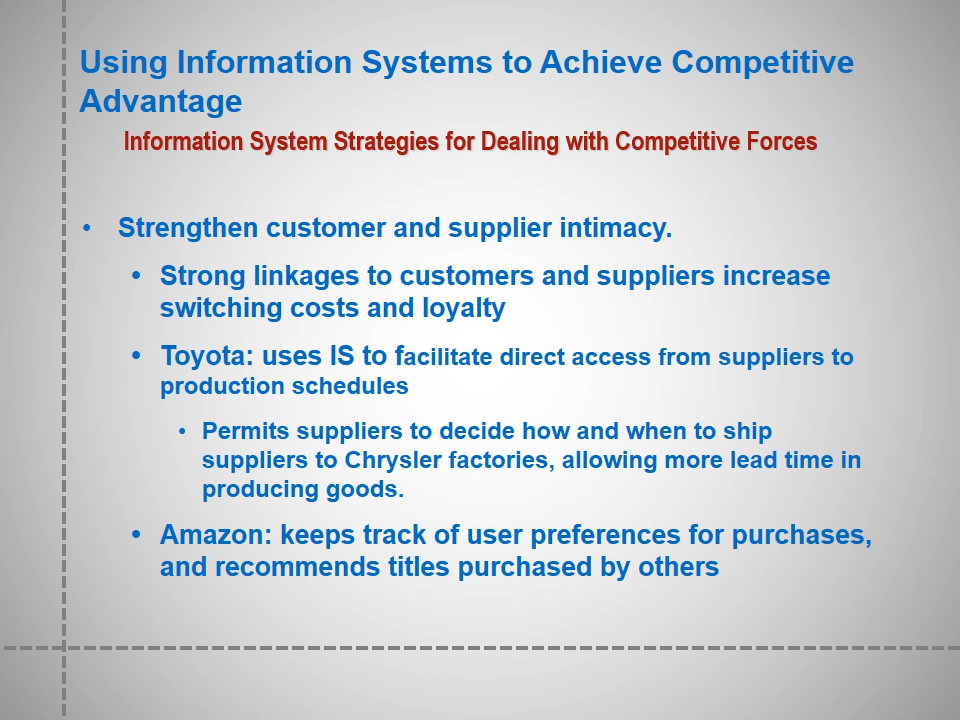 Using Information Systems to Achieve Competitive
Advantage
Information System Strategies for Dealing with Competitive Forces
• Strengthen customer and supplier intimacy.
• Strong linkages to customers and suppliers increase
switching costs and loyalty
• Toyota: uses IS to facilitate direct access from suppliers to
production schedules
• Permits suppliers to decide how and when to ship
suppliers to Chrysler factories, allowing more lead time in
producing goods.
• Amazon: keeps track of user preferences for purchases,
and recommends titles purchased by others